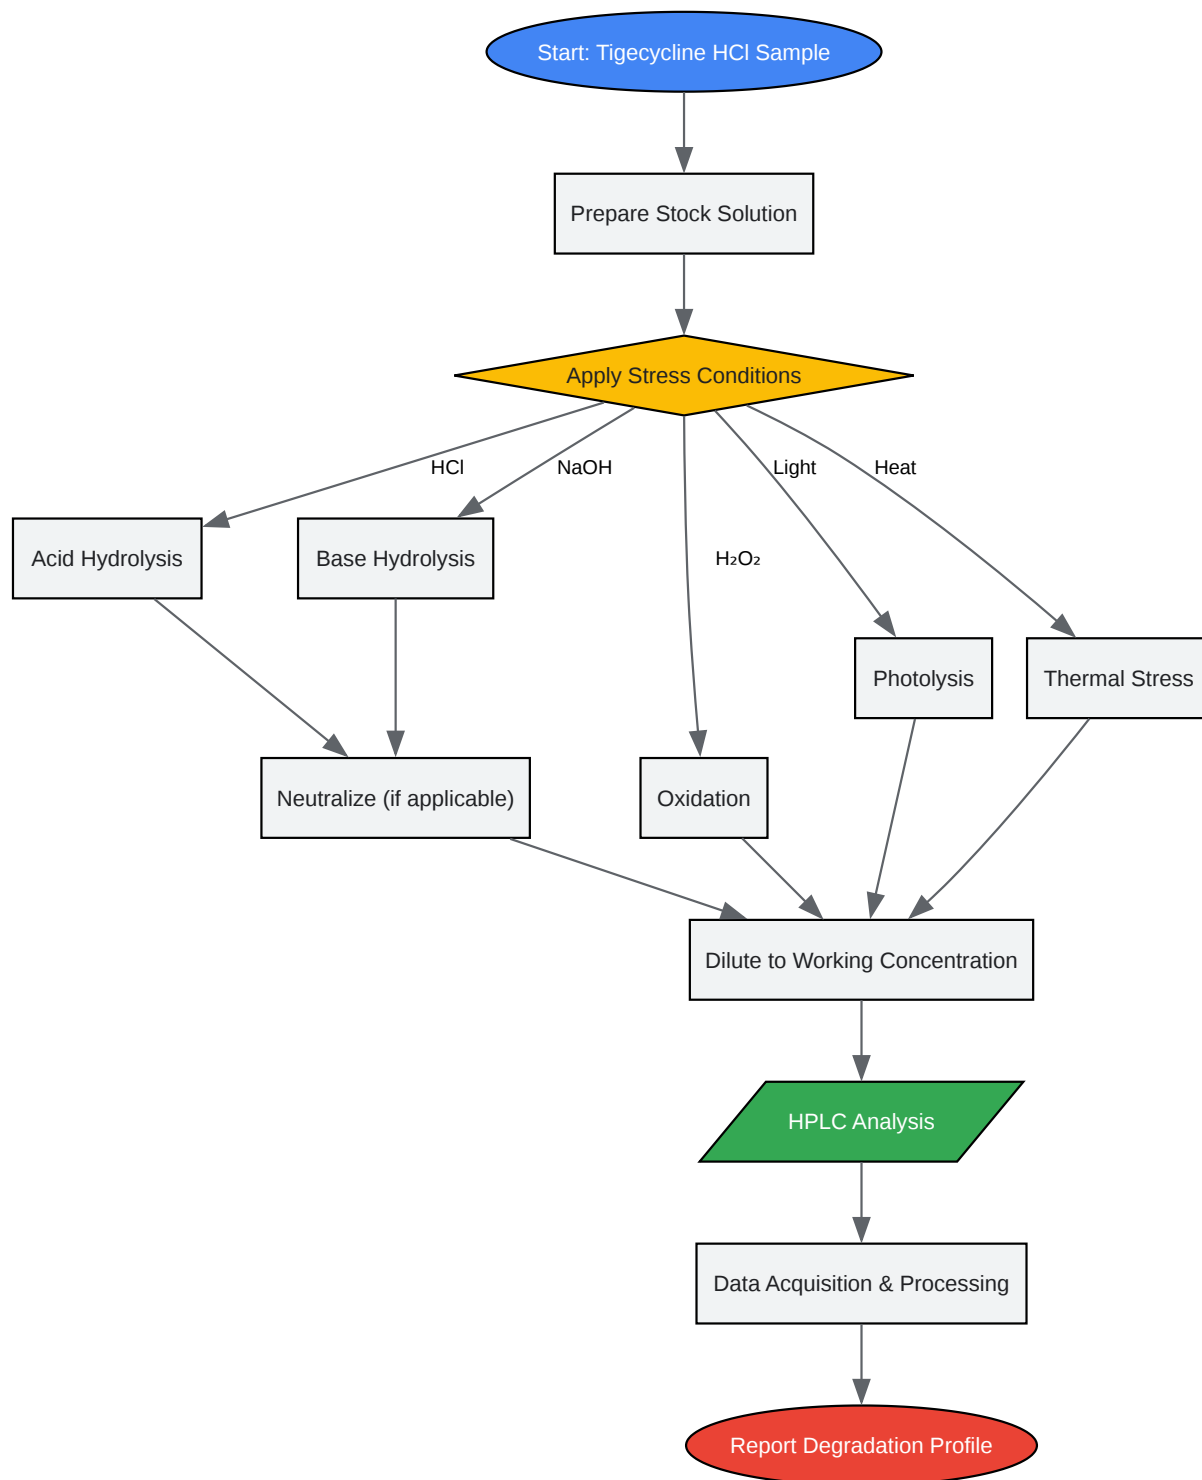 Start: Tigecycline HCl Sample
Prepare Stock Solution
Apply Stress Conditions
HCl
NaOH
Light
Heat
H₂O₂
Acid Hydrolysis
Base Hydrolysis
Photolysis
Thermal Stress
Neutralize (if applicable)
Oxidation
Dilute to Working Concentration
HPLC Analysis
Data Acquisition & Processing
Report Degradation Profile